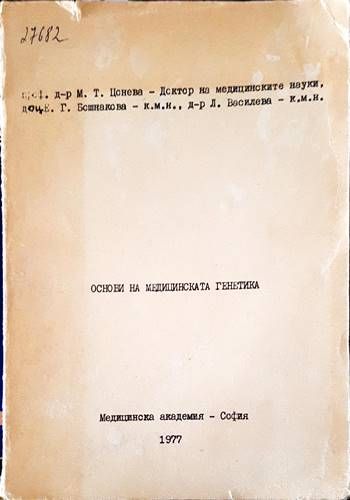 27682
проф. д-р М. Т. Цонева - Доктор на медицинските науки,
доц.Е. Г. Бошнакова - к.м.н., д-р Л. Василева - к.м.н.
ОСНОВИ НА МЕДИЦИНСКАТА ГЕНЕТИКА
Медицинска академия - София
1977